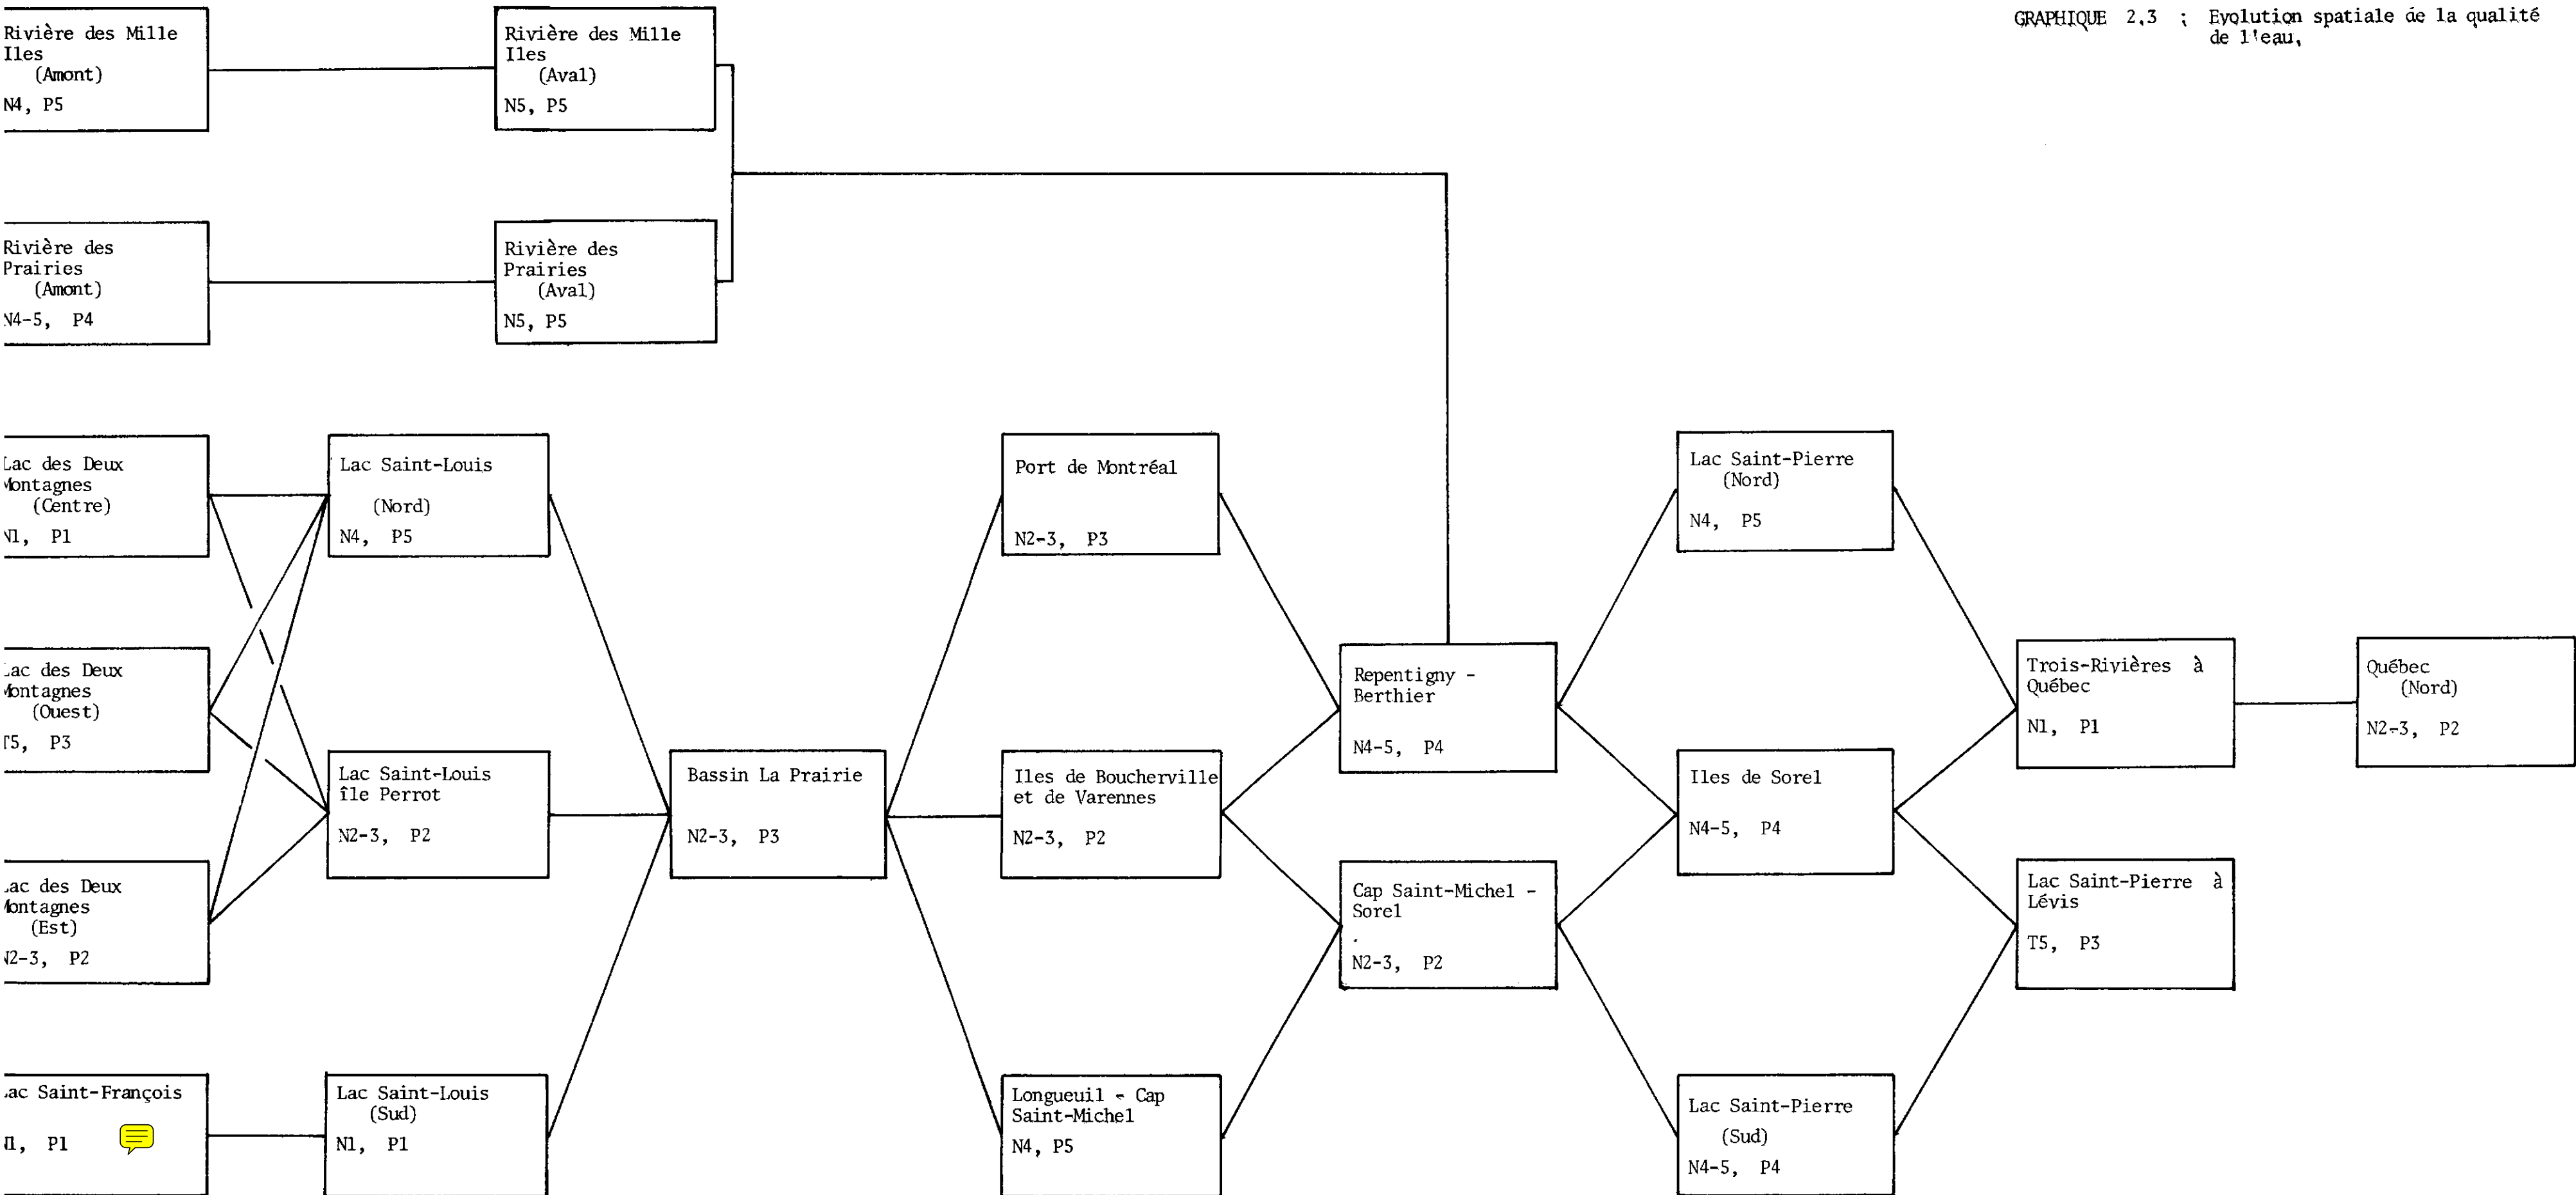 GRAPHIQUE 2.3 ; Evolution spatiale de la qualité
de l'eau,
Rivière des Mille
Iles
(Amont)
N4, P5
Rivière des Mille
Iles
(Aval)
N5, P5
Rivière des
Prairies
(Amont)
N4-5, P4
Rivière des
Prairies
(Aval)
N5, P5
Lac des Deux
Montagnes
(Centre)
N1, P1
Lac Saint-Louis
(Nord)
N4, P5
Port de Montréal
N2-3, P3
Lac Saint-Pierre
(Nord)
N4, P5
Lac des Deux
Montagnes
(Ouest)
T5, P3
Repentigny -
Berthier
N4-5, P4
Trois-Rivières à
Québec
N1, P1
Québec
(Nord)
N2-3, P2
Lac Saint-Louis
île Perrot
N2-3, P2
Bassin La Prairie
N2-3, P3
Iles de Boucherville
et de Varennes
N2-3, P2
Iles de Sorel
N4-5, P4
Lac des Deux
Montagnes
(Est)
N2-3, P2
Cap Saint-Michel -
Sorel
N2-3, P2
Lac Saint-Pierre à
Lévis
T5, P3
Lac Saint-François
N1, P1
Lac Saint-Louis
(Sud)
N1, P1
Longueuil - Cap
Saint-Michel
N4, P5
Lac Saint-Pierre
(Sud)
N4-5, P4